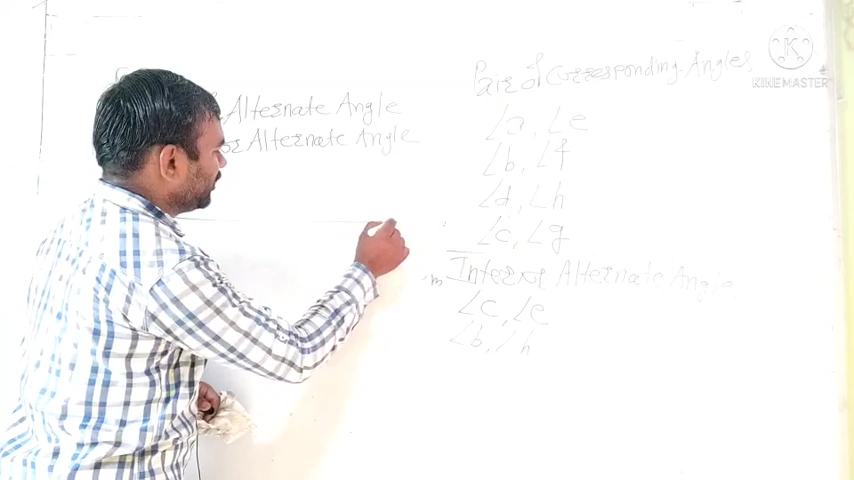 Alternate Angle
Alternate Angle
Pair of Corresponding Angles
∠a, ∠e
∠b, ∠f
∠d, ∠h
∠c, ∠g
Interior Alternate Angle
∠c, ∠e
∠b, ∠h
KINEMASTER